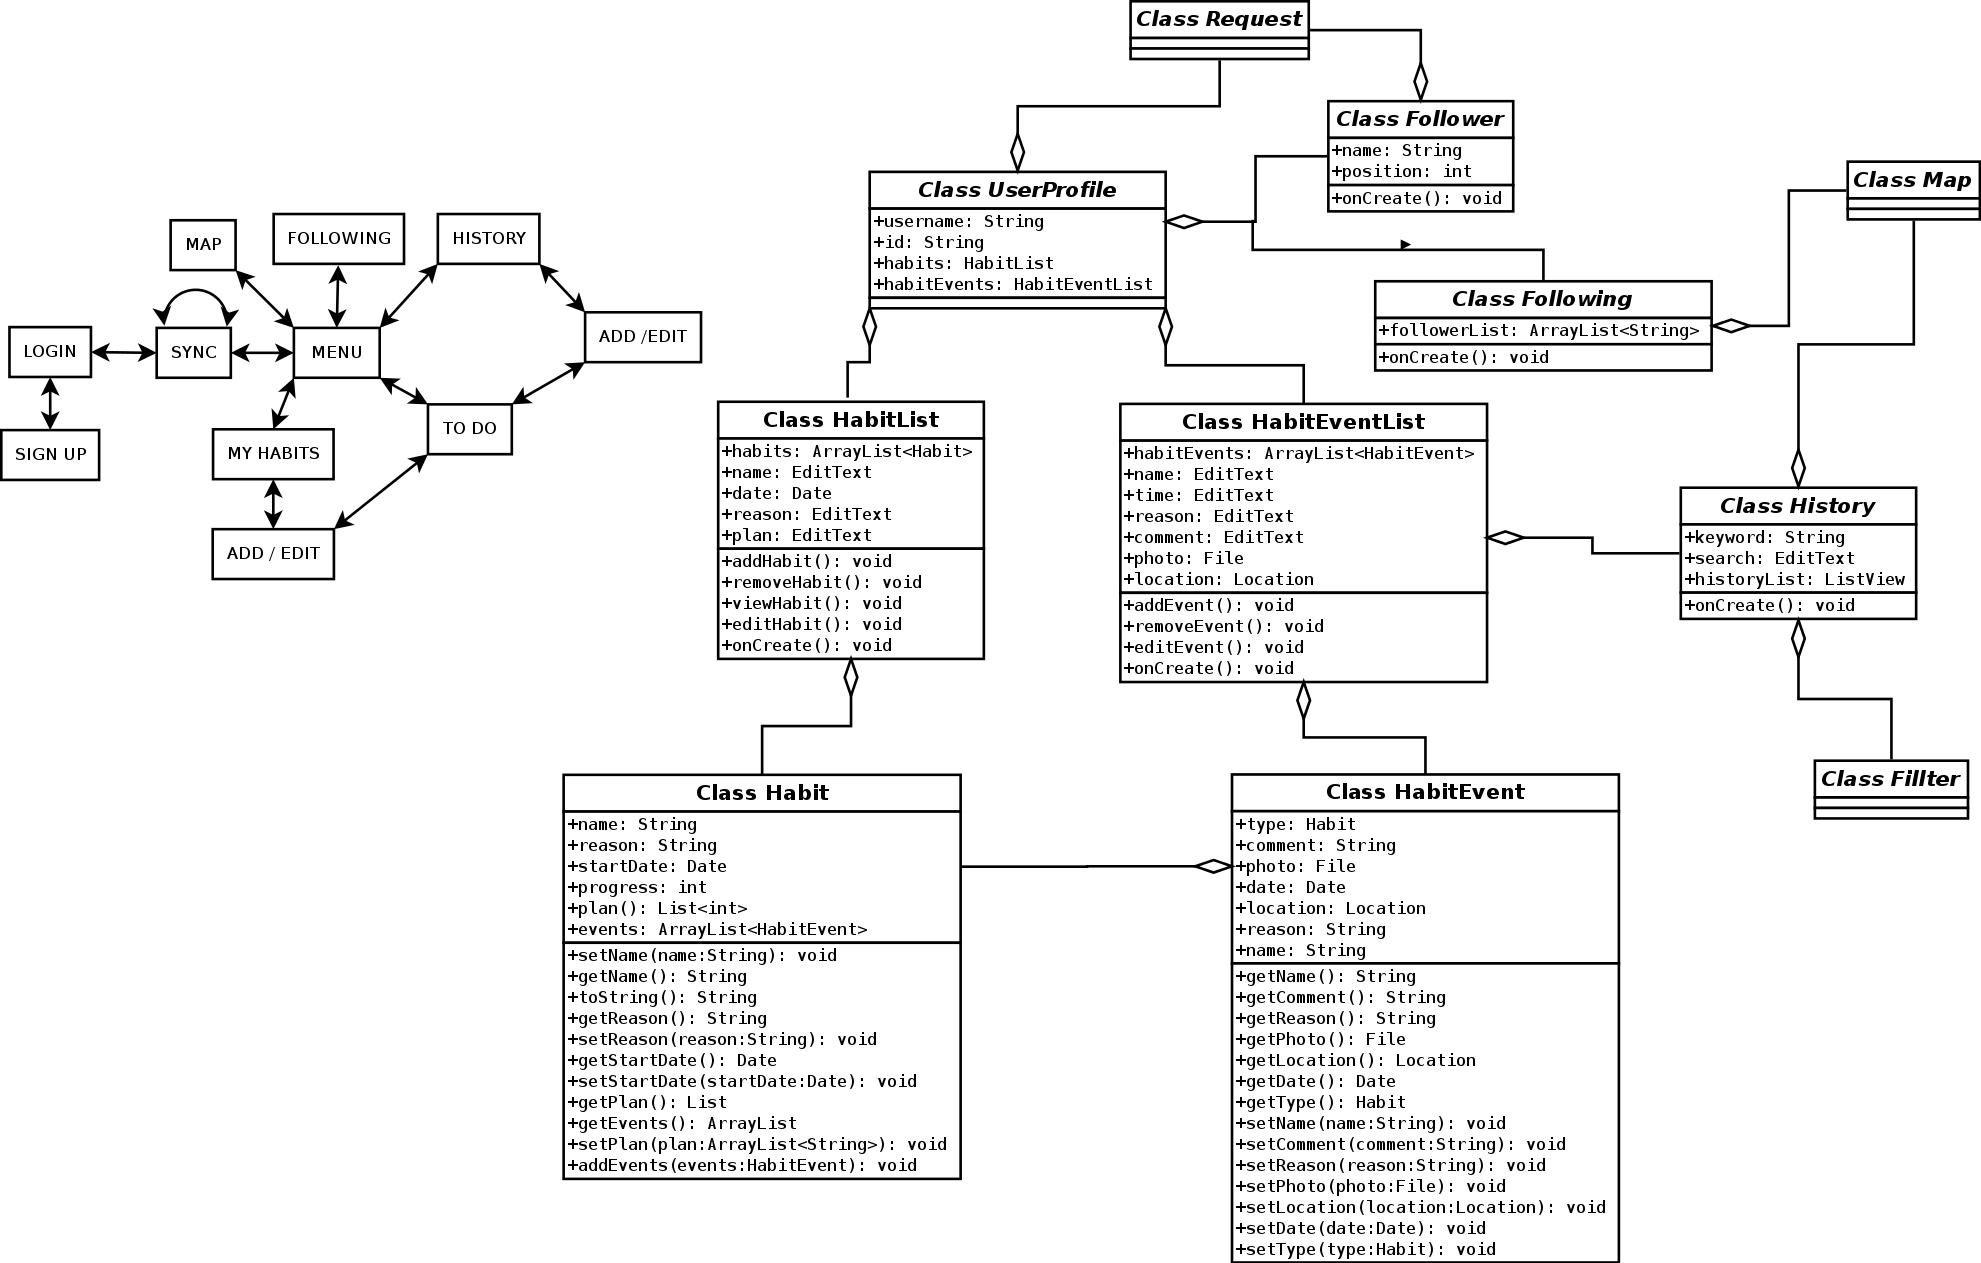 MAP
FOLLOWING
HISTORY
LOGIN
SYNC
MENU
ADD /EDIT
SIGN UP
MY HABITS
TO DO
ADD / EDIT
Class Request
Class Follower
+name: String
+position: int
+onCreate(): void
Class UserProfile
+username: String
+id: String
+habits: HabitList
+habitEvents: HabitEventList
Class Map
Class Following
+followerList: ArrayList<String>
+onCreate(): void
Class HabitList
+habits: ArrayList<Habit>
+name: EditText
+date: Date
+reason: EditText
+plan: EditText
+addHabit(): void
+removeHabit(): void
+viewHabit(): void
+editHabit(): void
+onCreate(): void
Class HabitEventList
+habitEvents: ArrayList<HabitEvent>
+name: EditText
+time: EditText
+reason: EditText
+comment: EditText
+photo: File
+location: Location
+addEvent(): void
+removeEvent(): void
+editEvent(): void
+onCreate(): void
Class History
+keyword: String
+search: EditText
+historyList: ListView
+onCreate(): void
Class Habit
+name: String
+reason: String
+startDate: Date
+progress: int
+plan(): List<int>
+events: ArrayList<HabitEvent>
+setName(name:String): void
+getName(): String
+toString(): String
+getReason(): String
+setReason(reason:String): void
+getStartDate(): Date
+setStartDate(startDate:Date): void
+getPlan(): List
+getEvents(): ArrayList
+setPlan(plan:ArrayList<String>): void
+addEvents(events:HabitEvent): void
Class HabitEvent
+type: Habit
+comment: String
+photo: File
+date: Date
+location: Location
+reason: String
+name: String
+getName(): String
+getComment(): String
+getReason(): String
+getPhoto(): File
+getLocation(): Location
+getDate(): Date
+getType(): Habit
+setName(name:String): void
+setComment(comment:String): void
+setReason(reason:String): void
+setPhoto(photo:File): void
+setLocation(location:Location): void
+setDate(date:Date): void
+setType(type:Habit): void
Class Fillter